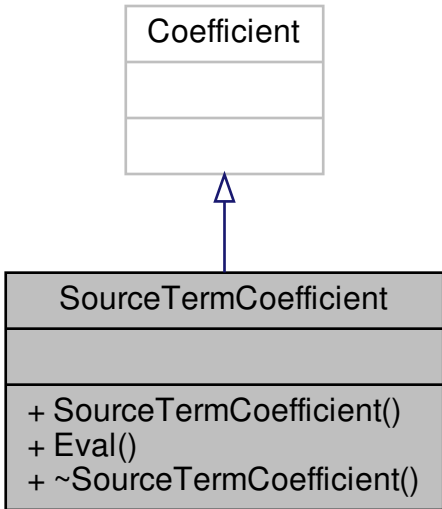 Coefficient
SourceTermCoefficient
+ SourceTermCoefficient()
+ Eval()
+ ~SourceTermCoefficient()